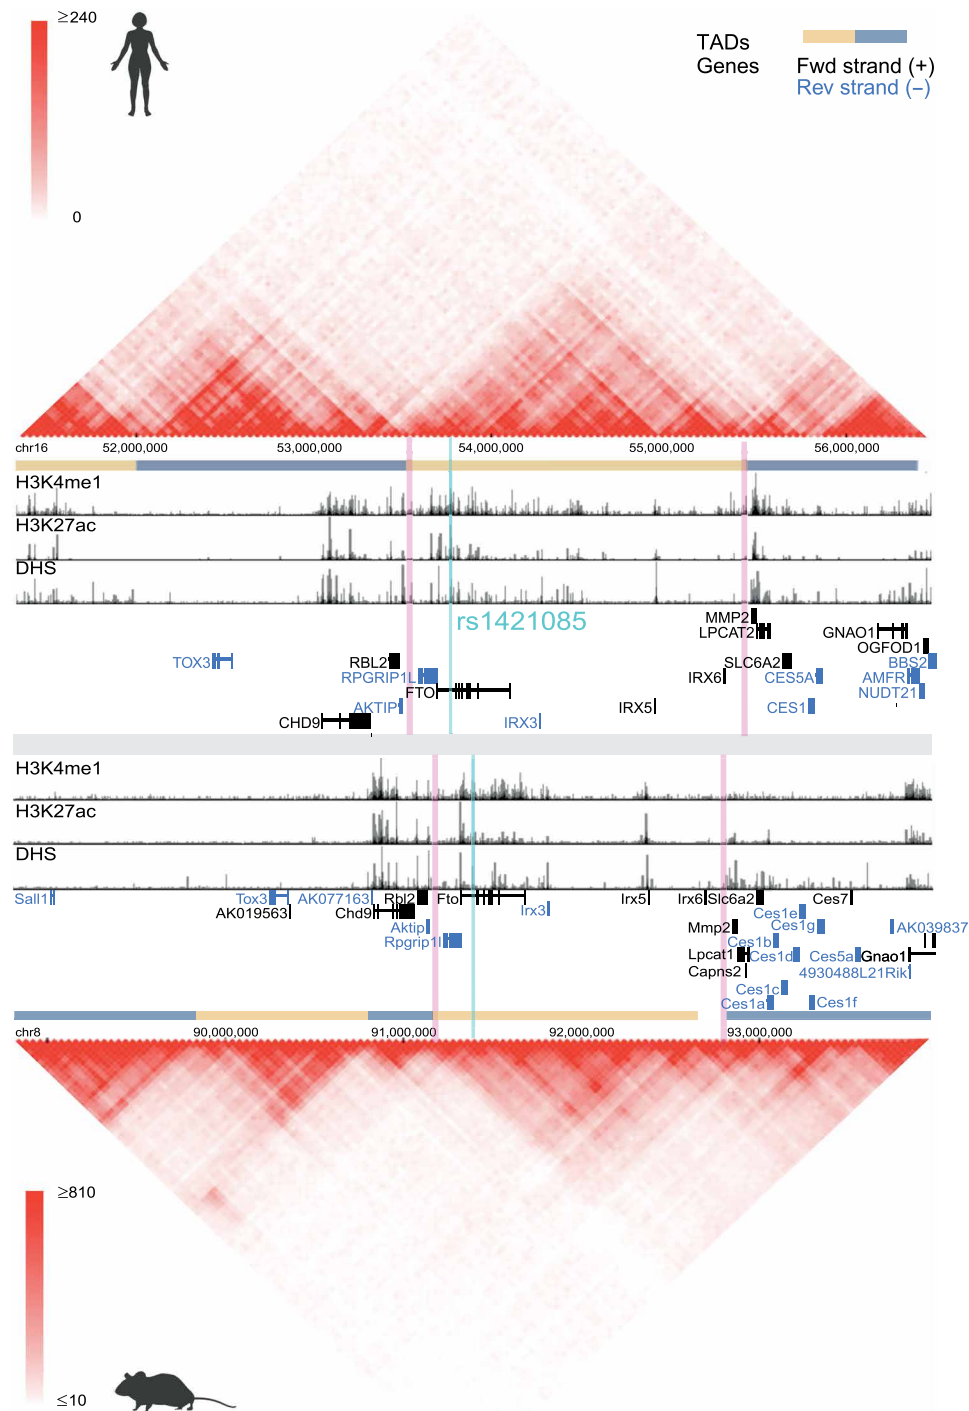 ≥240
0
TADs
Genes
Fwd strand (+)
Rev strand (−)
chr16 52,000,000 53,000,000 54,000,000 55,000,000 56,000,000
H3K4me1
H3K27ac
DHS
rs1421085
MMP2
LPCAT2 GNAO1
OGFOD1
TOX3 RBL2 SLC6A2 BBS2
RPGRIP1L IRX6 CES5A AMFR
FTO NUDT21
AKTIP IRX5 CES1
CHD9 IRX3
H3K4me1
H3K27ac
DHS
Sall1 Tox3 AK077163 Rbl2 Fto Irx5 Irx6 Slc6a2 Ces7
AK019563 Chd9 Irx3 Ces1e
Aktip Mmp2 Ces1g AK039837
Rpgrip1l Ces1b
Lpcat1 Ces1d Ces5a Gnao1
Capns2 4930488L21Rik
Ces1c
Ces1a Ces1f
chr8 90,000,000 91,000,000 92,000,000 93,000,000
≥810
≤10